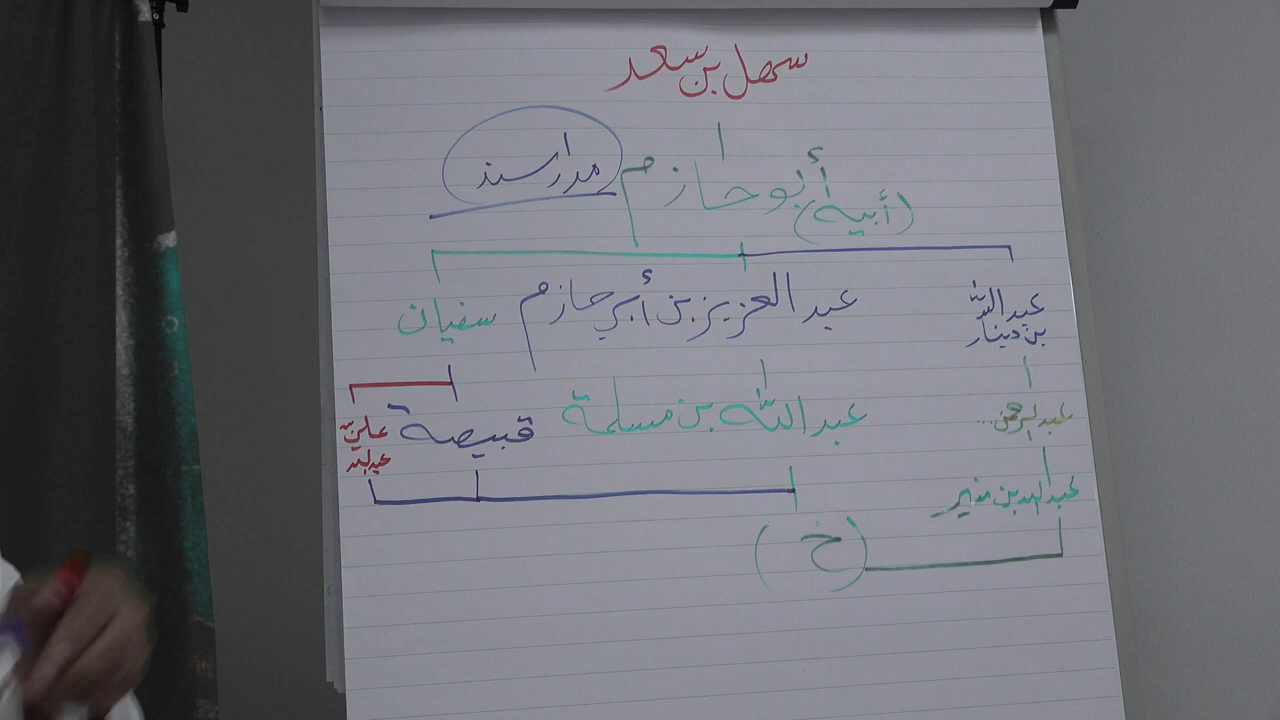 سهل بن سعد
أبو حازم مدار سند
(أبيه)
عبد الله بن دينار عبد العزيز بن أبي حازم سفيان
عبد الرحمن... عبد الله بن مسلمة قبيصة علي بن عبد الله
عبد الله بن منير
(خ)